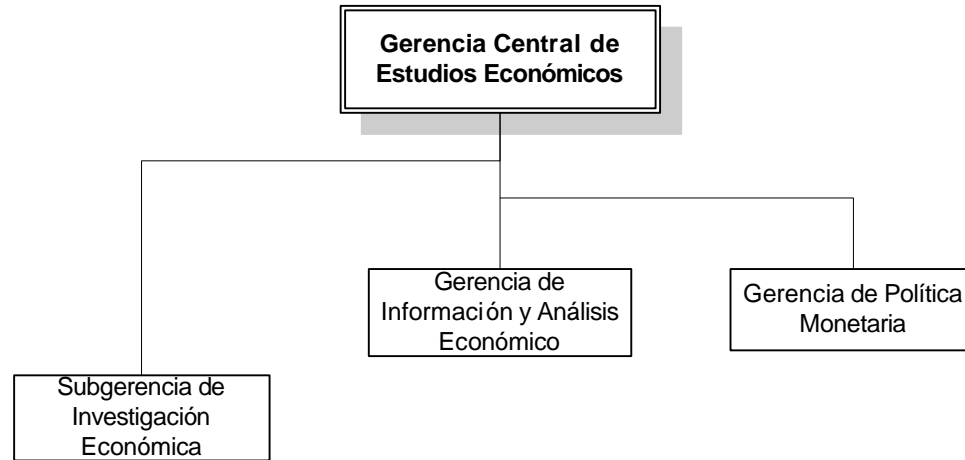 Gerencia Central de
Estudios Económicos
Gerencia de
Información y Análisis
Económico
Gerencia de Política
Monetaria
Subgerencia de
Investigación
Económica